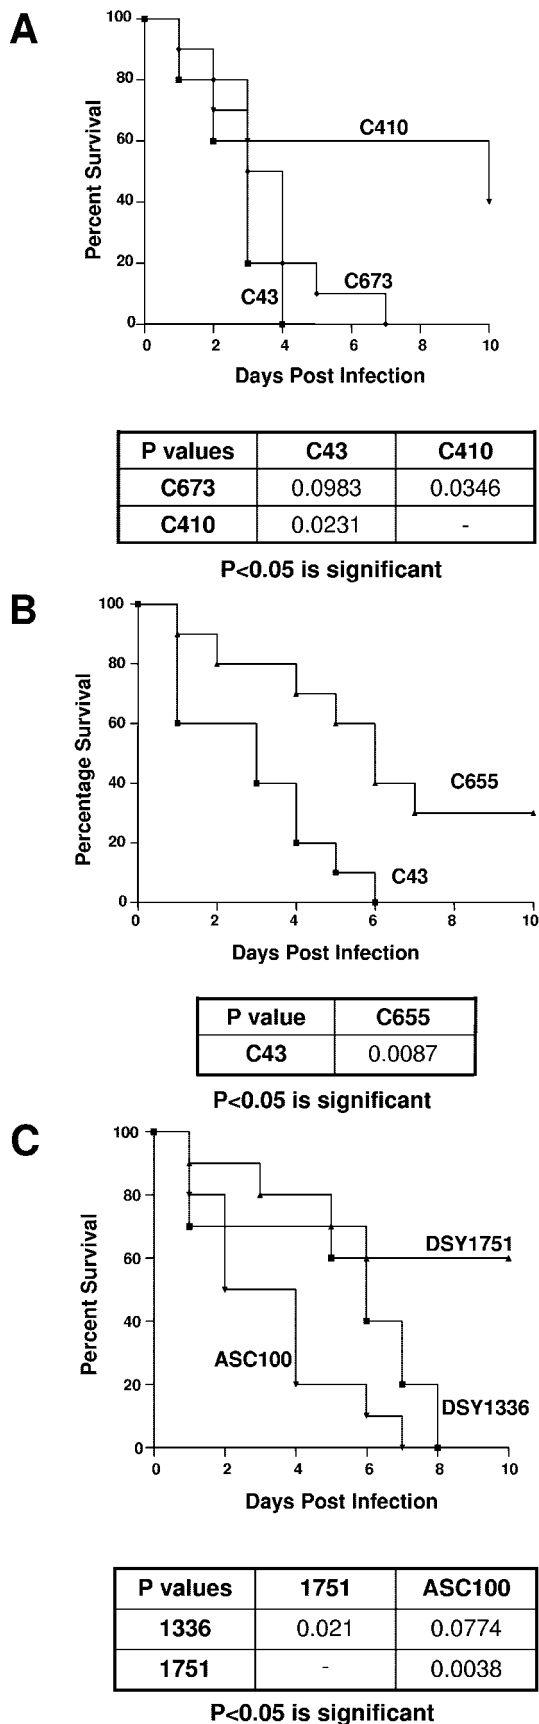 A
100
80
60
40
20
0
Percent Survival
C410
C673
C43
0 2 4 6 8 10
Days Post Infection
P values C43 C410
C673 0.0983 0.0346
C410 0.0231 -
P<0.05 is significant
B
100
80
60
40
20
0
Percentage Survival
C655
C43
0 2 4 6 8 10
Days Post Infection
P value C655
C43 0.0087
P<0.05 is significant
C
100
80
60
40
20
0
Percent Survival
DSY1751
ASC100
DSY1336
0 2 4 6 8 10
Days Post Infection
P values 1751 ASC100
1336 0.021 0.0774
1751 - 0.0038
P<0.05 is significant